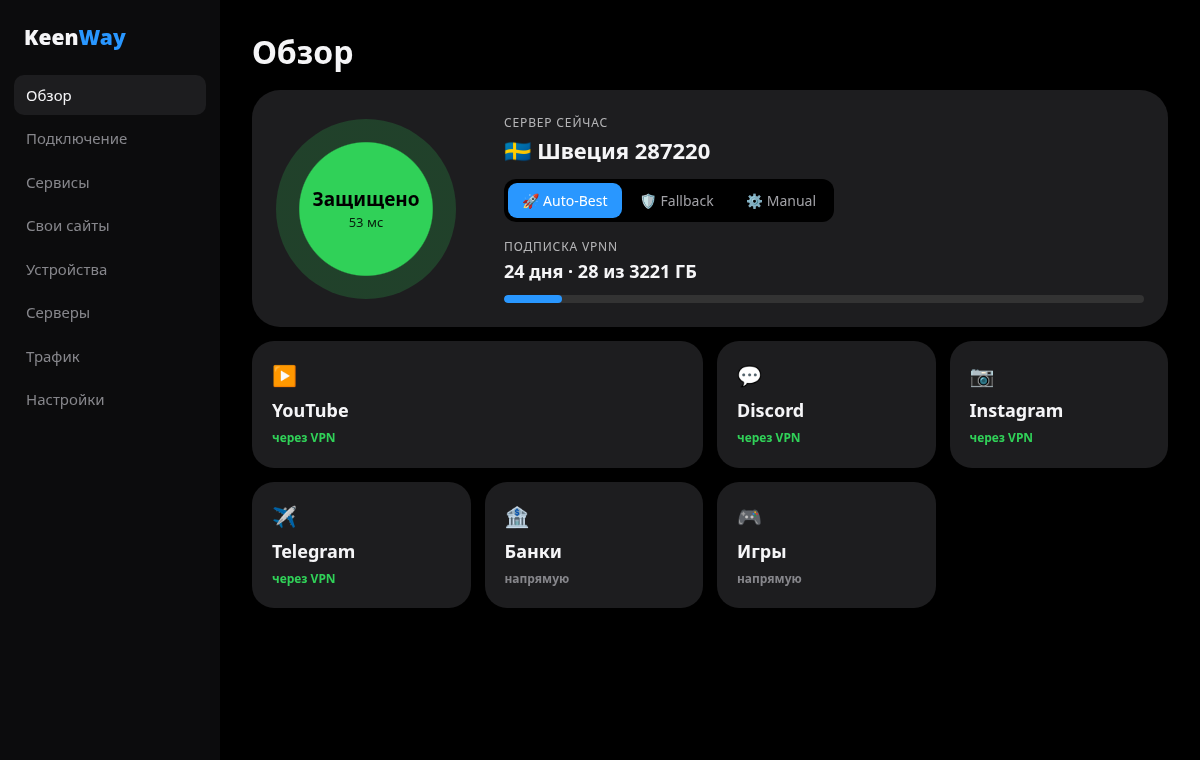 KeenWay
Обзор
Подключение
Сервисы
Свои сайты
Устройства
Серверы
Трафик
Настройки
Обзор
Защищено
53 мс
СЕРВЕР СЕЙЧАС
🇸🇪 Швеция 287220
🚀 Auto-Best 🛡️ Fallback ⚙️ Manual
ПОДПИСКА VPNN
24 дня · 28 из 3221 ГБ
YouTube
через VPN
Discord
через VPN
Instagram
через VPN
Telegram
через VPN
Банки
напрямую
Игры
напрямую